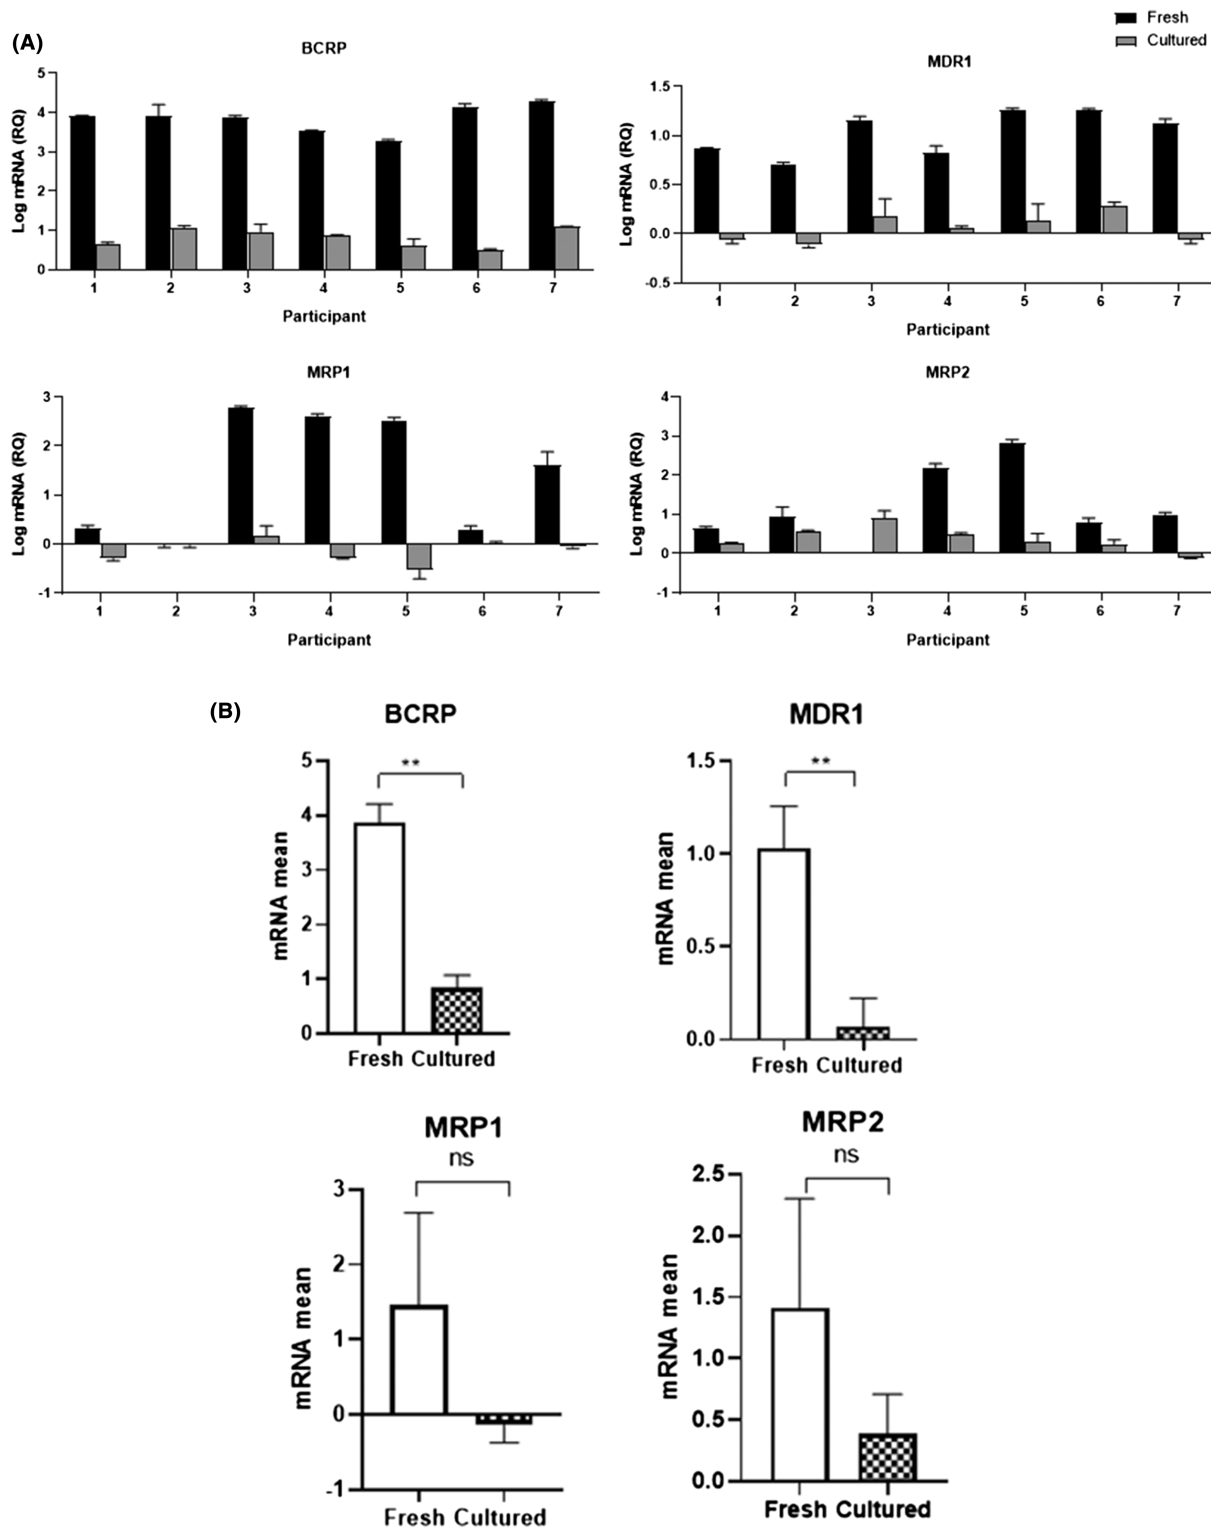 Fresh
Cultured
(A)
BCRP
5
4
3
2
1
0
Log mRNA (RQ)
1 2 3 4 5 6 7
Participant
MDR1
1.5
1.0
0.5
0.0
-0.5
Log mRNA (RQ)
1 2 3 4 5 6 7
Participant
MRP1
3
2
1
0
-1
Log mRNA (RQ)
1 2 3 4 5 6 7
Participant
MRP2
4
3
2
1
0
-1
Log mRNA (RQ)
1 2 3 4 5 6 7
Participant
(B)
BCRP
**
5
4
3
2
1
0
mRNA mean
Fresh Cultured
MDR1
**
1.5
1.0
0.5
0.0
mRNA mean
Fresh Cultured
MRP1
ns
3
2
1
0
-1
mRNA mean
Fresh Cultured
MRP2
ns
2.5
2.0
1.5
1.0
0.5
0.0
mRNA mean
Fresh Cultured